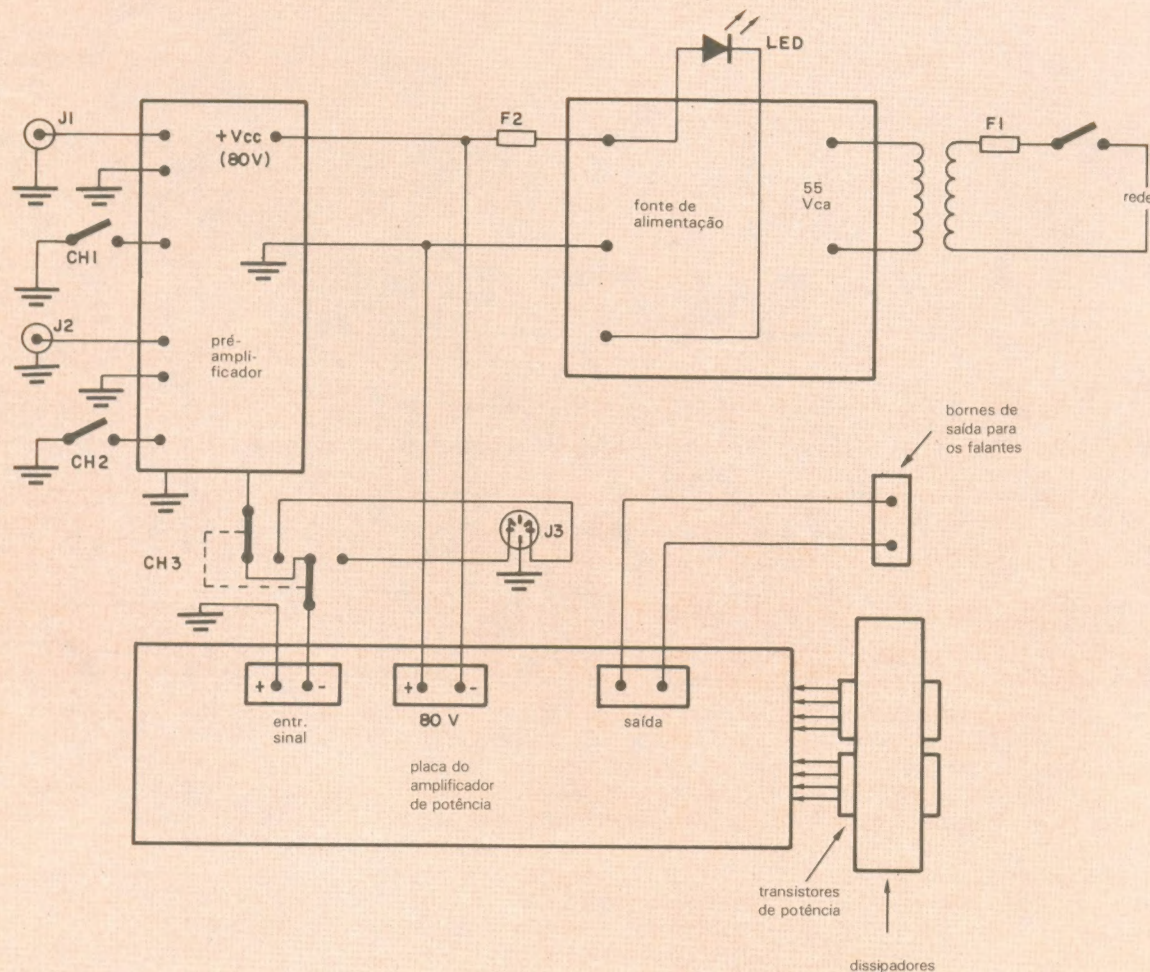 LED
J1
+Vcc
(80V)
F2
F1
rede
55
Vca
fonte de
alimentação
CH1
J2
pré-
ampli-
ficador
CH2
bornes de
saída para
os falantes
J3
CH3
+ -
entr.
sinal
+ -
80 V
saída
placa do
amplificador
de potência
transistores
de potência
dissipadores